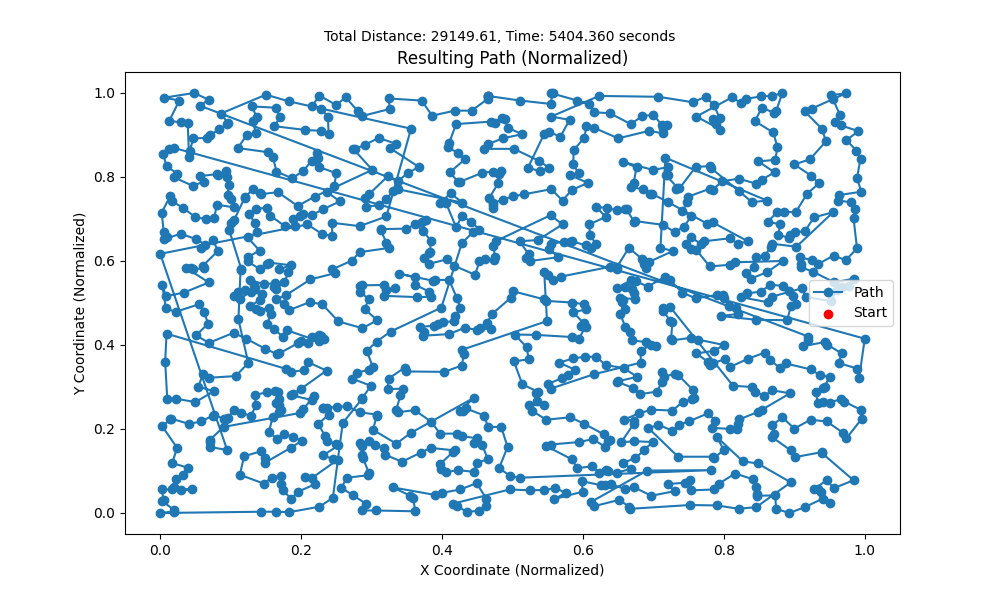 Total Distance: 29149.61, Time: 5404.360 seconds
Resulting Path (Normalized)
Y Coordinate (Normalized)
1.0
0.8
0.6
0.4
0.2
0.0
Path
Start
0.0 0.2 0.4 0.6 0.8 1.0
X Coordinate (Normalized)